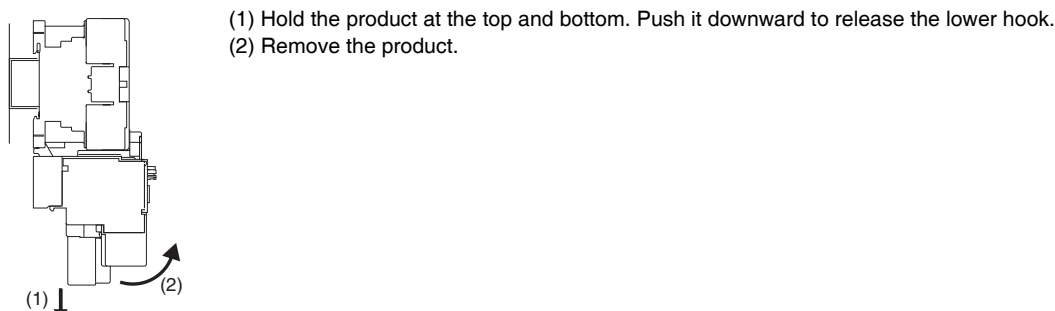 (1) Hold the product at the top and bottom. Push it downward to release the lower hook.
(2) Remove the product.
(2)
(1)